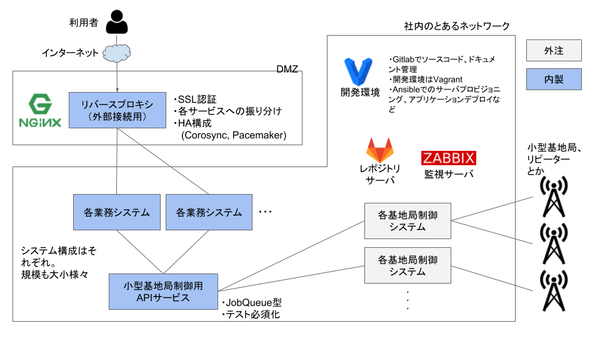 利用者
社内のとあるネットワーク
インターネット
外注
内製
DMZ
NGiNX
リバースプロキシ
（外部接続用）
・SSL認証
・各サービスへの振り分け
・HA構成
(Corosync, Pacemaker)
開発環境
・Gitlabでソースコード、ドキュメ
ント管理
・開発環境はVagrant
・Ansibleでのサーバプロビジョ
ニング、アプリケーションデプロイな
ど
レポジトリ
サーバ
ZABBIX
監視サーバ
小型基地局、
リピーター
とか
各業務システム
各業務システム
・・・
各基地局制御
システム
各基地局制御
システム
・
・
・
システム構成はそ
れぞれ。
規模も大小様々
小型基地局制御用
APIサービス
・JobQueue型
・テスト必須化